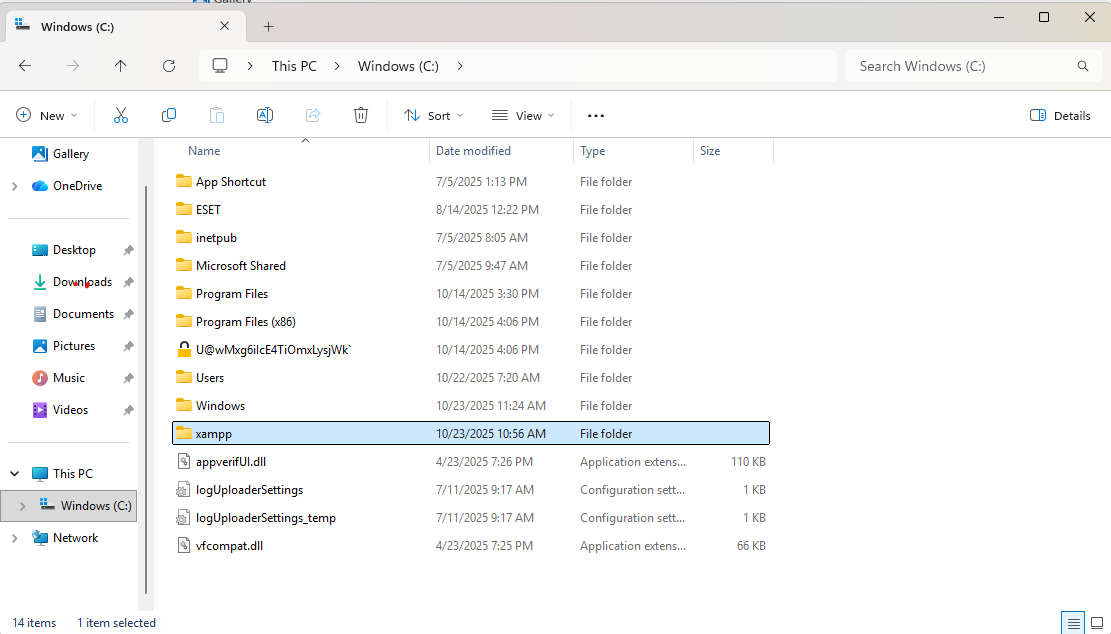 Gallery
Windows (C:)
This PC
Windows (C:)
Search Windows (C:)
New
Sort
View
Details
Name Date modified Type Size
Gallery
OneDrive
Desktop
Downloads
Documents
Pictures
Music
Videos
This PC
Windows (C:)
Network
App Shortcut 7/5/2025 1:13 PM File folder
ESET 8/14/2025 12:22 PM File folder
inetpub 7/5/2025 8:05 AM File folder
Microsoft Shared 7/5/2025 9:47 AM File folder
Program Files 10/14/2025 3:30 PM File folder
Program Files (x86) 10/14/2025 4:06 PM File folder
U@wMxg6ilcE4TiOmxLysjWk` 10/14/2025 4:06 PM File folder
Users 10/22/2025 7:20 AM File folder
Windows 10/23/2025 11:24 AM File folder
xampp 10/23/2025 10:56 AM File folder
appverifUI.dll 4/23/2025 7:26 PM Application extens... 110 KB
logUploaderSettings 7/11/2025 9:17 AM Configuration sett... 1 KB
logUploaderSettings_temp 7/11/2025 9:17 AM Configuration sett... 1 KB
vfcompat.dll 4/23/2025 7:25 PM Application extens... 66 KB
14 items 1 item selected